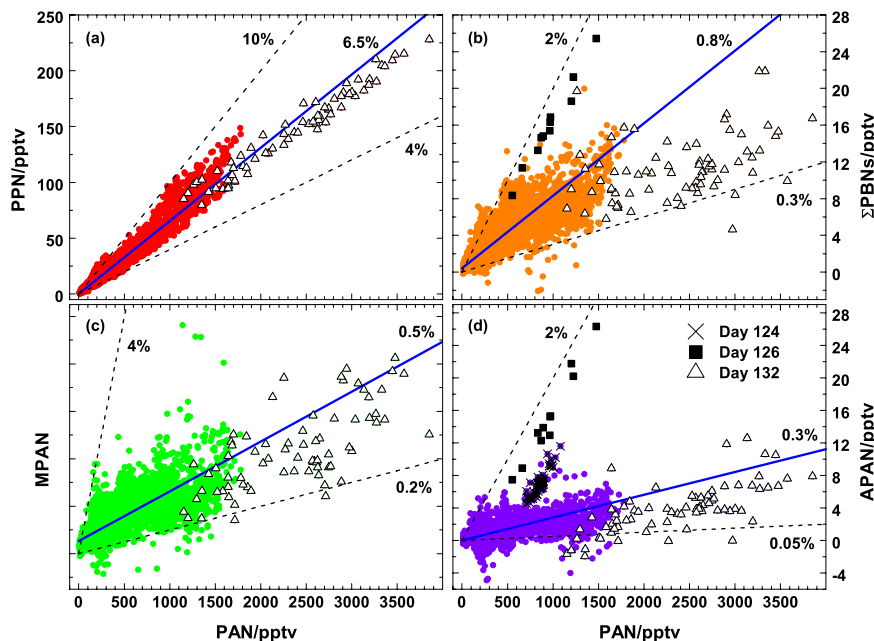 (a)
10%
6.5%
4%
250
200
150
100
50
0
PPN/pptv
(b)
2%
0.8%
0.3%
28
24
20
16
12
8
4
0
ΣPBNs/pptv
(c)
4%
0.5%
0.2%
MPAN
0 500 1000 1500 2000 2500 3000 3500
PAN/pptv
(d)
2%
Day 124
Day 126
Day 132
0.3%
0.05%
28
24
20
16
12
8
4
0
-4
APAN/pptv
0 500 1000 1500 2000 2500 3000 3500
PAN/pptv